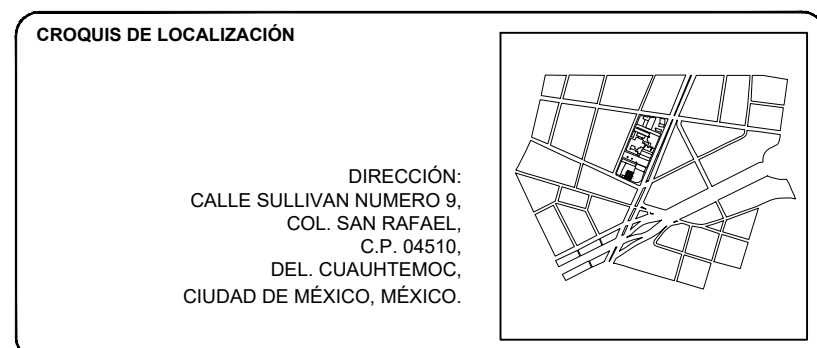 CROQUIS DE LOCALIZACIÓN
DIRECCIÓN:
CALLE SULLIVAN NUMERO 9,
COL. SAN RAFAEL,
C.P. 04510,
DEL. CUAUHTEMOC,
CIUDAD DE MÉXICO, MÉXICO.